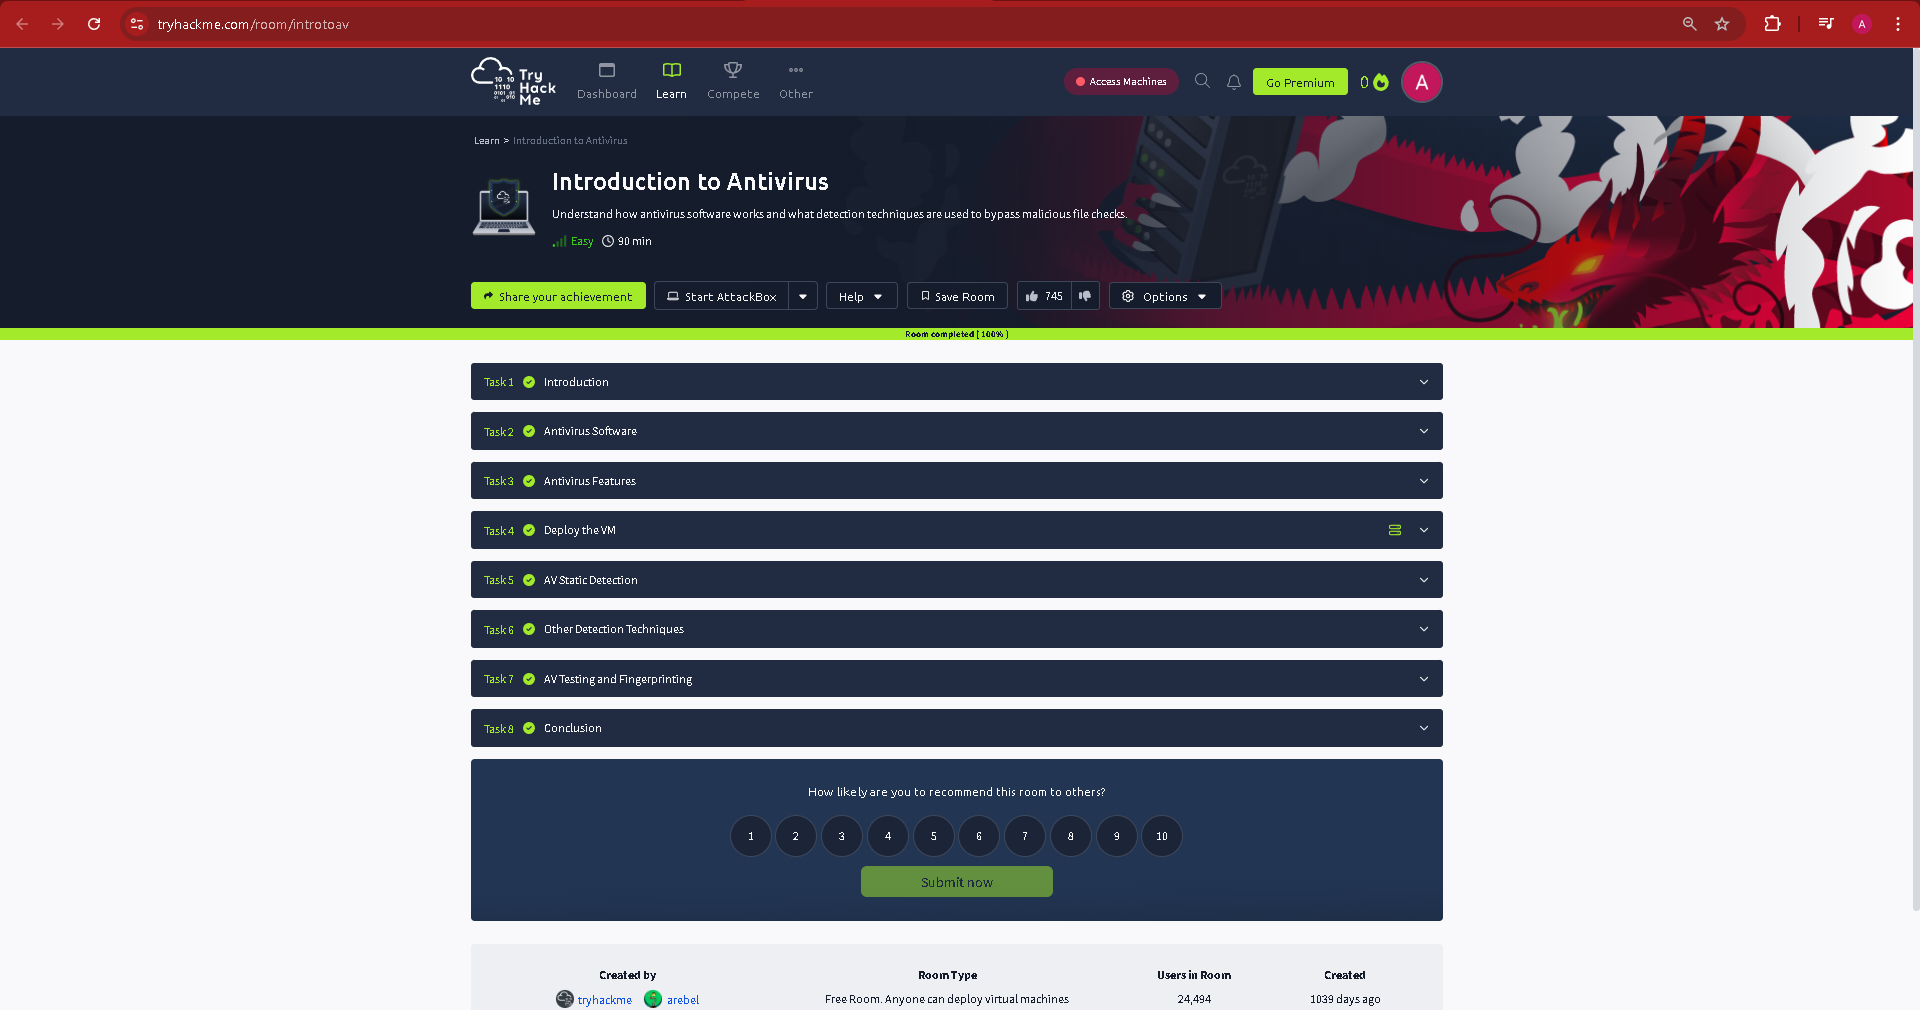 tryhackme.com/room/introtoav
A
Try
Hack
Me
10 10
1110
0101 01
01 01
Dashboard
Learn
Compete
Other
Access Machines
Go Premium
0
A
Learn > Introduction to Antivirus
Introduction to Antivirus
Understand how antivirus software works and what detection techniques are used to bypass malicious file checks.
Easy 90 min
Share your achievement
Start AttackBox
Help
Save Room
745
Options
Room completed ( 100% )
Task 1 Introduction
Task 2 Antivirus Software
Task 3 Antivirus Features
Task 4 Deploy the VM
Task 5 AV Static Detection
Task 6 Other Detection Techniques
Task 7 AV Testing and Fingerprinting
Task 8 Conclusion
How likely are you to recommend this room to others?
1 2 3 4 5 6 7 8 9 10
Submit now
Created by Room Type Users in Room Created
tryhackme arebel Free Room. Anyone can deploy virtual machines 24,494 1039 days ago